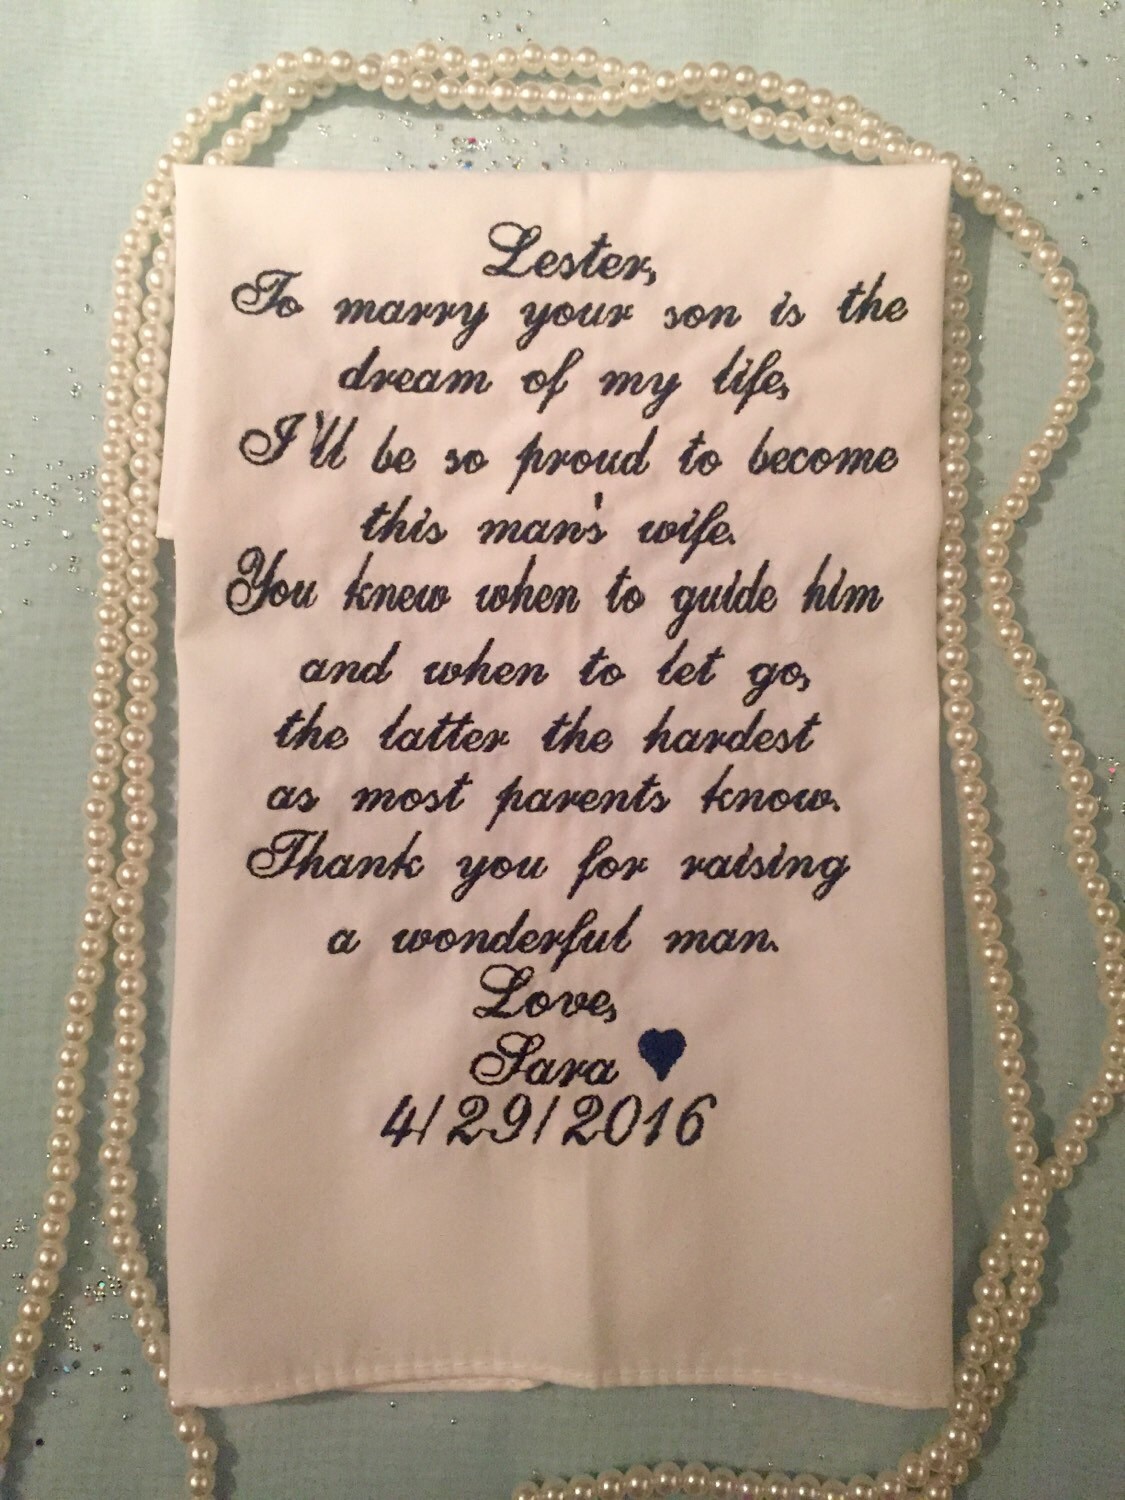 Lester,
To marry your son is the
dream of my life,
I'll be so proud to become
this man's wife.
You knew when to guide him
and when to let go,
the latter the hardest
as most parents know.
Thank you for raising
a wonderful man.
Love,
Sara
4/29/2016